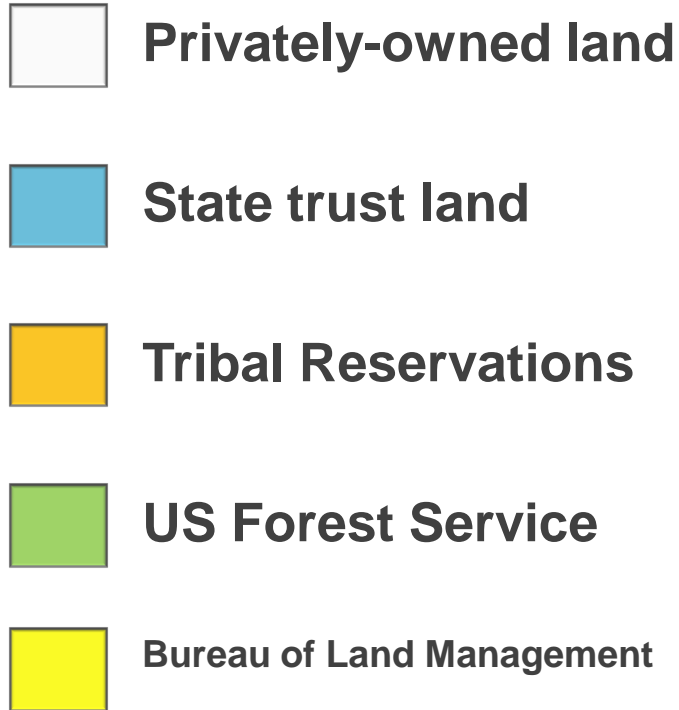 Privately-owned land
State trust land
Tribal Reservations
US Forest Service
Bureau of Land Management